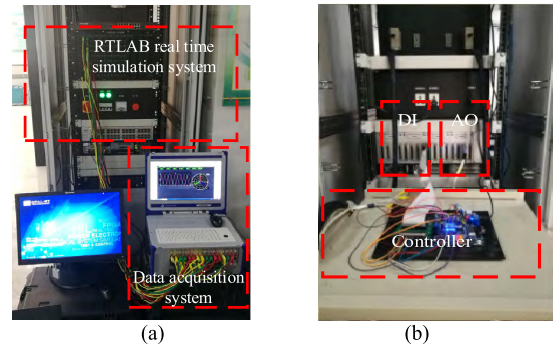 RTLAB real time
simulation system
Data acquisition
system
DI
AO
Controller
(a)
(b)